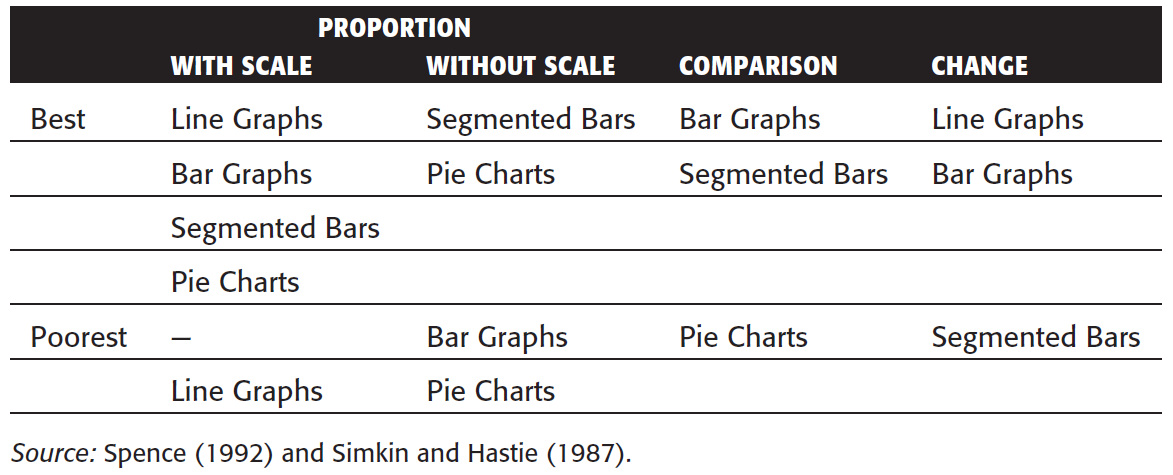 PROPORTION
WITH SCALE WITHOUT SCALE COMPARISON CHANGE
Best Line Graphs Segmented Bars Bar Graphs Line Graphs
Bar Graphs Pie Charts Segmented Bars Bar Graphs
Segmented Bars
Pie Charts
Poorest — Bar Graphs Pie Charts Segmented Bars
Line Graphs Pie Charts
Source: Spence (1992) and Simkin and Hastie (1987).